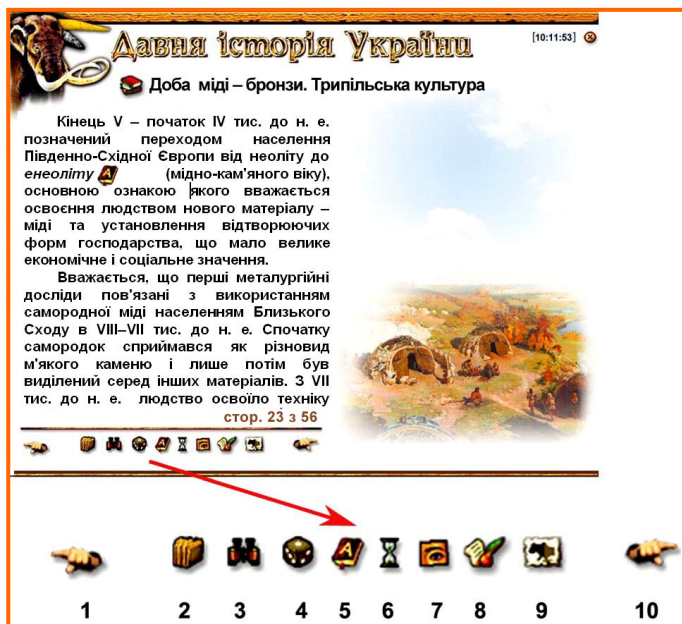 Давня історія України
[10:11:53]
Доба міді – бронзи. Трипільська культура
Кінець V – початок IV тис. до н. е.
позначений переходом населення
Південно-Східної Європи від неоліту до
енеоліту (мідно-кам'яного віку),
основною ознакою якого вважається
освоєння людством нового матеріалу –
міді та установлення відтворюючих
форм господарства, що мало велике
економічне і соціальне значення.
Вважається, що перші металургійні
досліди пов'язані з використанням
самородної міді населенням Близького
Сходу в VIII–VII тис. до н. е. Спочатку
самородок сприймався як різновид
м'якого каменю і лише потім був
виділений серед інших матеріалів. З VII
тис. до н. е. людство освоїло техніку
стор. 23 з 56
1 2 3 4 5 6 7 8 9 10